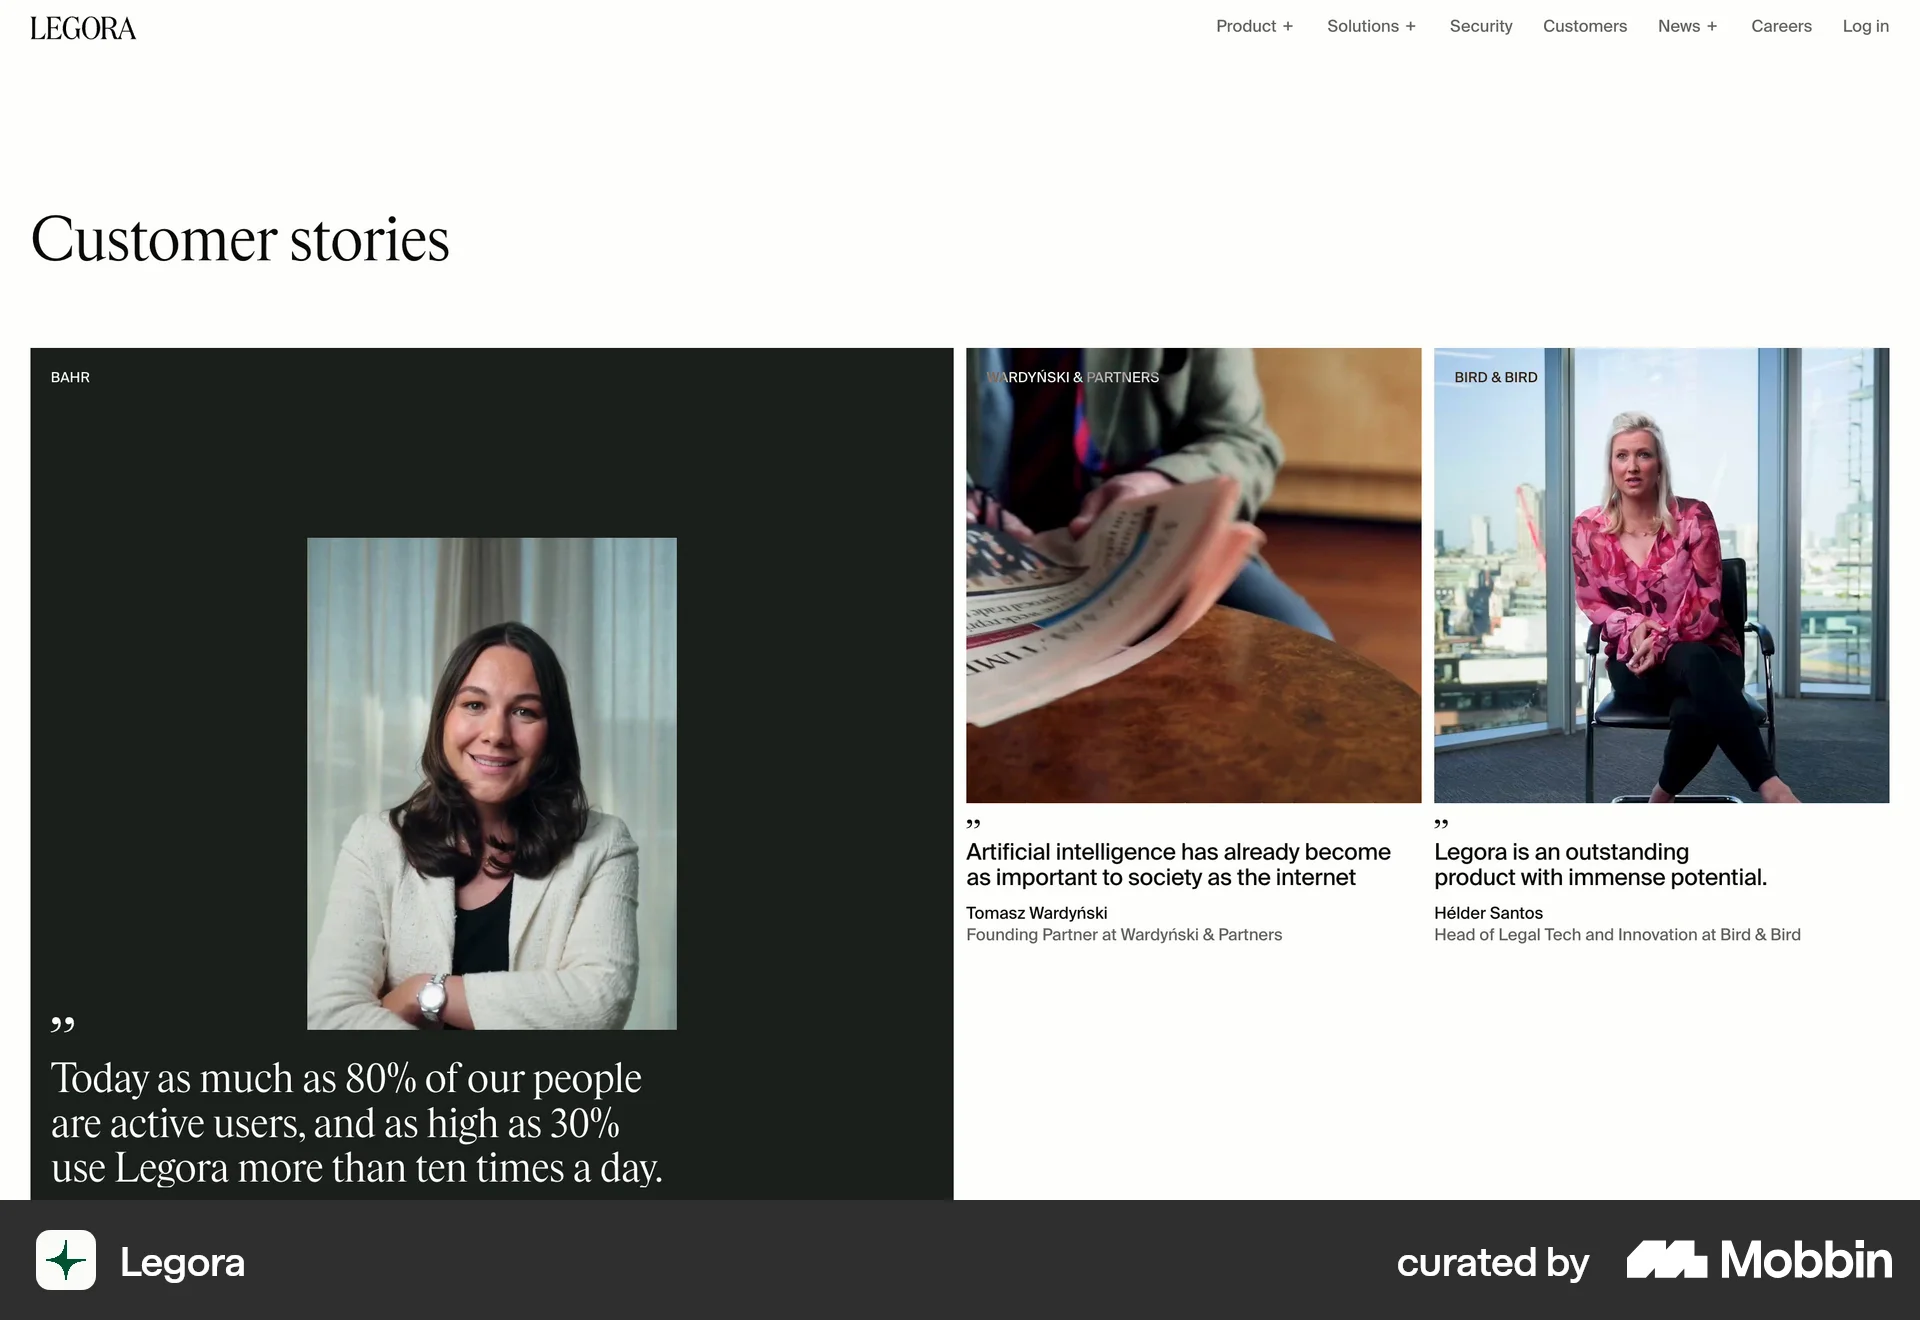 LEGORA
Product +
Solutions +
Security
Customers
News +
Careers
Log in
Customer stories
BAHR
”
Today as much as 80% of our people
are active users, and as high as 30%
use Legora more than ten times a day.
WARDYŃSKI & PARTNERS
”
Artificial intelligence has already become
as important to society as the internet
Tomasz Wardyński
Founding Partner at Wardyński & Partners
BIRD & BIRD
”
Legora is an outstanding
product with immense potential.
Hélder Santos
Head of Legal Tech and Innovation at Bird & Bird
Legora
curated by
Mobbin